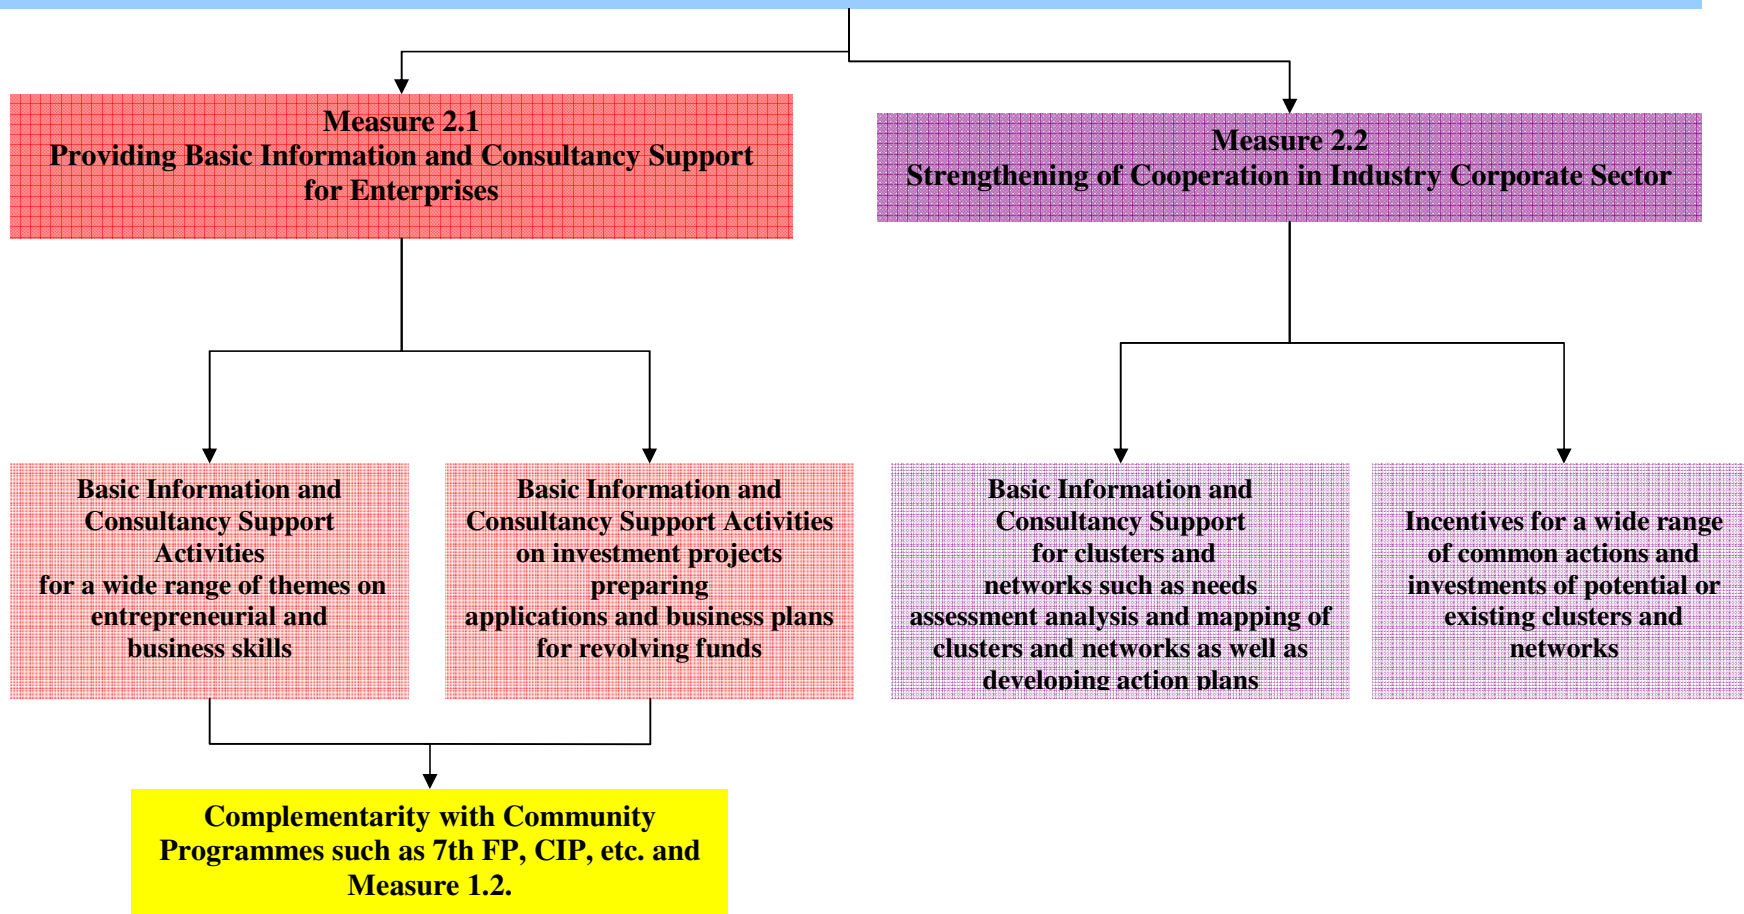 Measure 2.1
Providing Basic Information and Consultancy Support
for Enterprises
Measure 2.2
Strengthening of Cooperation in Industry Corporate Sector
Basic Information and
Consultancy Support
Activities
for a wide range of themes on
entrepreneurial and
business skills
Basic Information and
Consultancy Support Activities
on investment projects
preparing
applications and business plans
for revolving funds
Basic Information and
Consultancy Support
for clusters and
networks such as needs
assessment analysis and mapping of
clusters and networks as well as
developing action plans
Incentives for a wide range
of common actions and
investments of potential or
existing clusters and
networks
Complementarity with Community
Programmes such as 7th FP, CIP, etc. and
Measure 1.2.